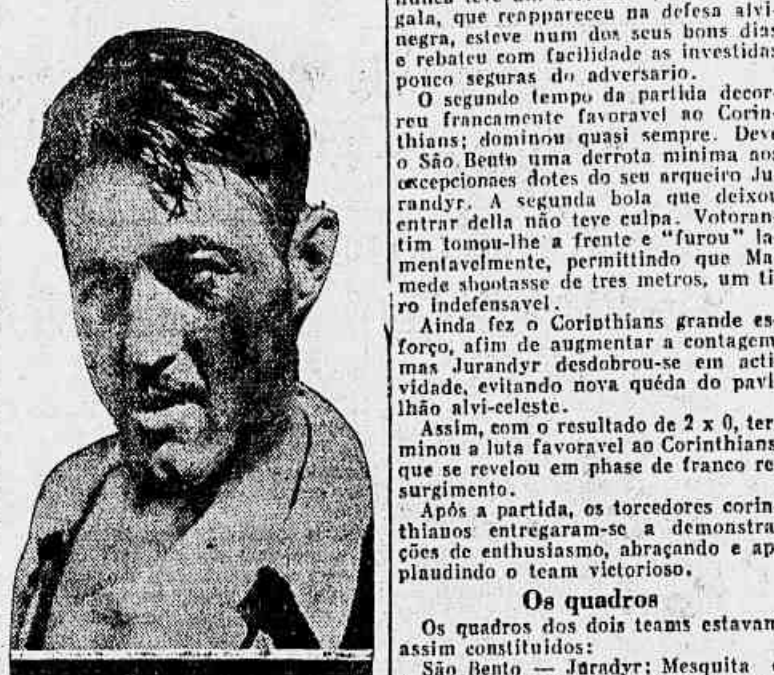 gala, que reappareceu na defesa alvi-
negra, esteve num dos seus bons dias
e rebateu com facilidade as investidas
pouco seguras do adversario.
O segundo tempo da partida decor-
reu francamente favoravel ao Corin-
thians; dominou quasi sempre. Deve
o São Bento uma derrota minima aos
excepcionaes dotes do seu arqueiro Ju-
randyr. A segunda bola que deixou
entrar della não teve culpa. Votoran-
tim tomou-lhe a frente e "furou" la-
mentavelmente, permittindo que Ma-
mede shootasse de tres metros, um ti-
ro indefensavel.
Ainda fez o Corinthians grande es-
forço, afim de augmentar a contagem
mas Jurandyr desdobrou-se em acti-
vidade, evitando nova quéda do pavi-
lhão alvi-celeste.
Assim, com o resultado de 2 x 0, ter-
minou a luta favoravel ao Corinthians
que se revelou em phase de franco re-
surgimento.
Após a partida, os torcedores corin-
thianos entregaram-se a demonstra-
ções de enthusiasmo, abraçando e ap-
plaudindo o team victorioso.
Os quadros
Os quadros dos dois teams estavam
assim constituidos:
São Bento — Juradyr; Mesquita e